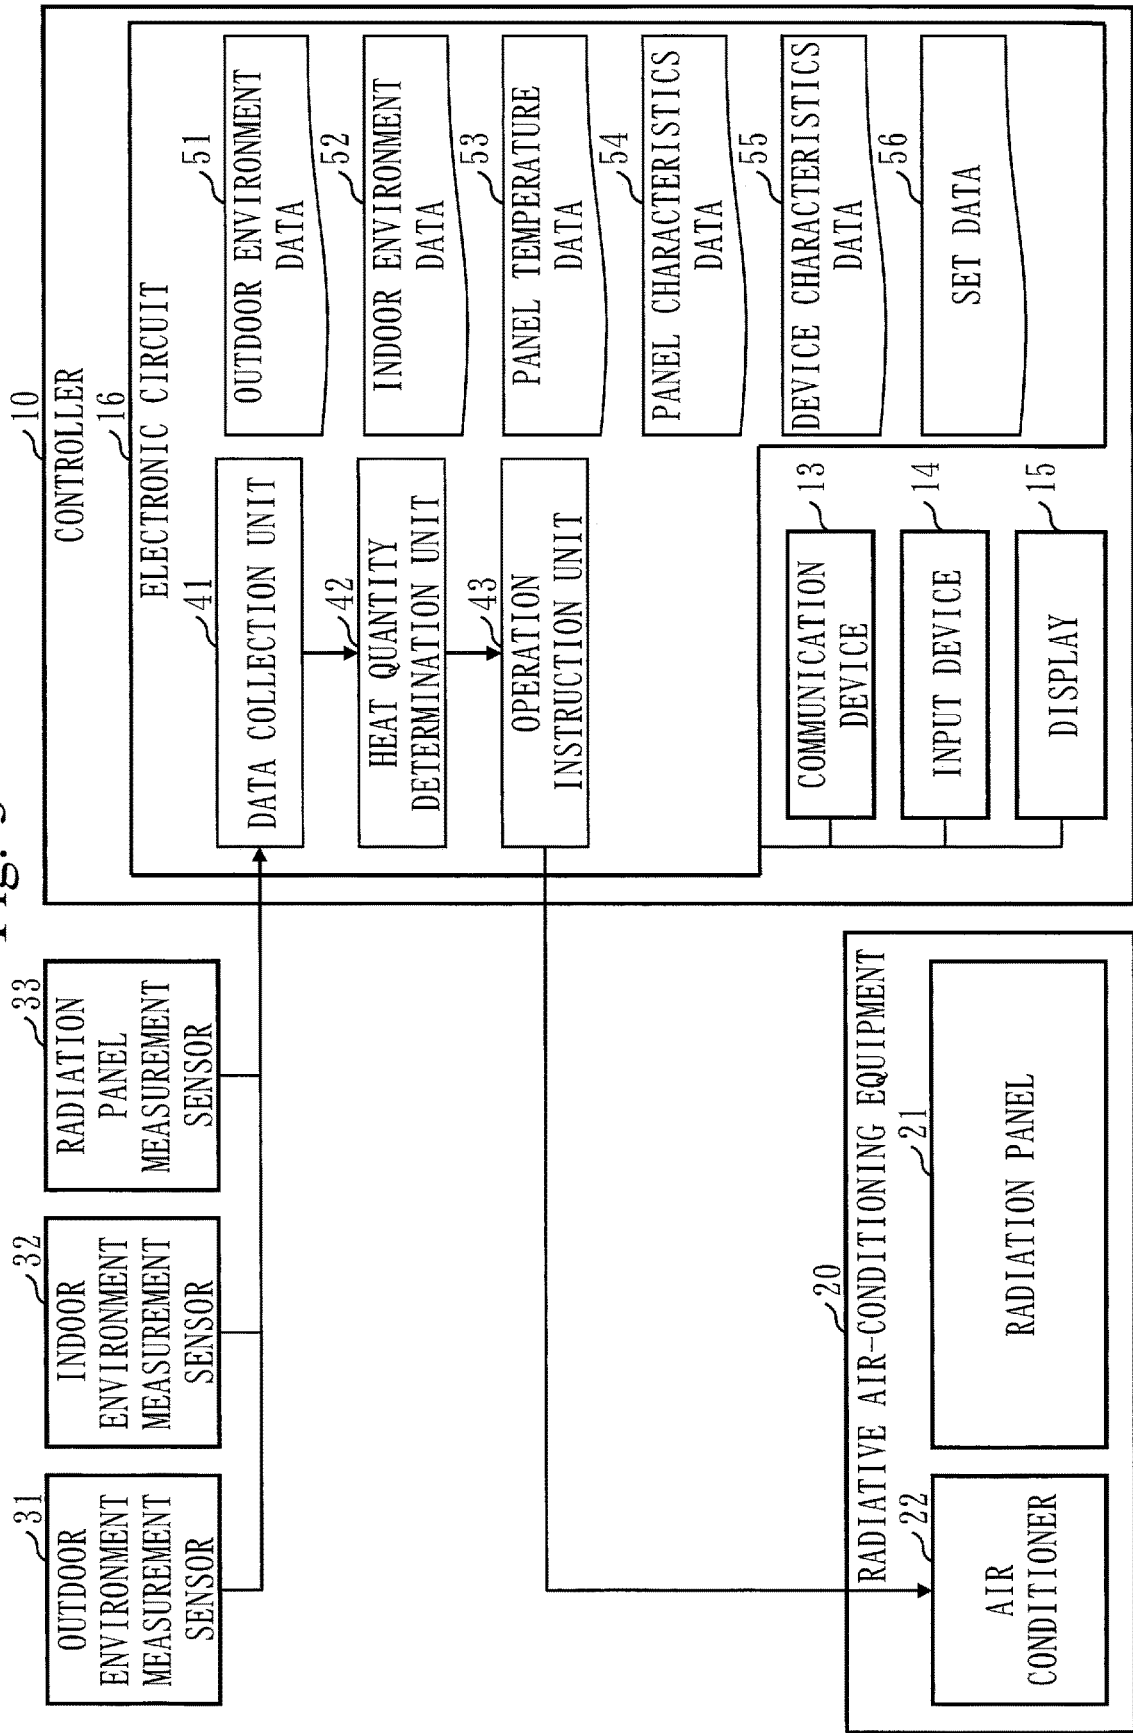 Fig.
31
OUTDOOR
ENVIRONMENT
MEASUREMENT
SENSOR
32
INDOOR
ENVIRONMENT
MEASUREMENT
SENSOR
33
RADIATION
PANEL
MEASUREMENT
SENSOR
10
CONTROLLER
16
ELECTRONIC CIRCUIT
41
DATA COLLECTION UNIT
42
HEAT QUANTITY
DETERMINATION UNIT
43
OPERATION
INSTRUCTION UNIT
51
OUTDOOR ENVIRONMENT
DATA
52
INDOOR ENVIRONMENT
DATA
53
PANEL TEMPERATURE
DATA
54
PANEL CHARACTERISTICS
DATA
55
DEVICE CHARACTERISTICS
DATA
56
SET DATA
13
COMMUNICATION
DEVICE
14
INPUT DEVICE
15
DISPLAY
20
RADIATIVE AIR-CONDITIONING EQUIPMENT
22
AIR
CONDITIONER
21
RADIATION PANEL